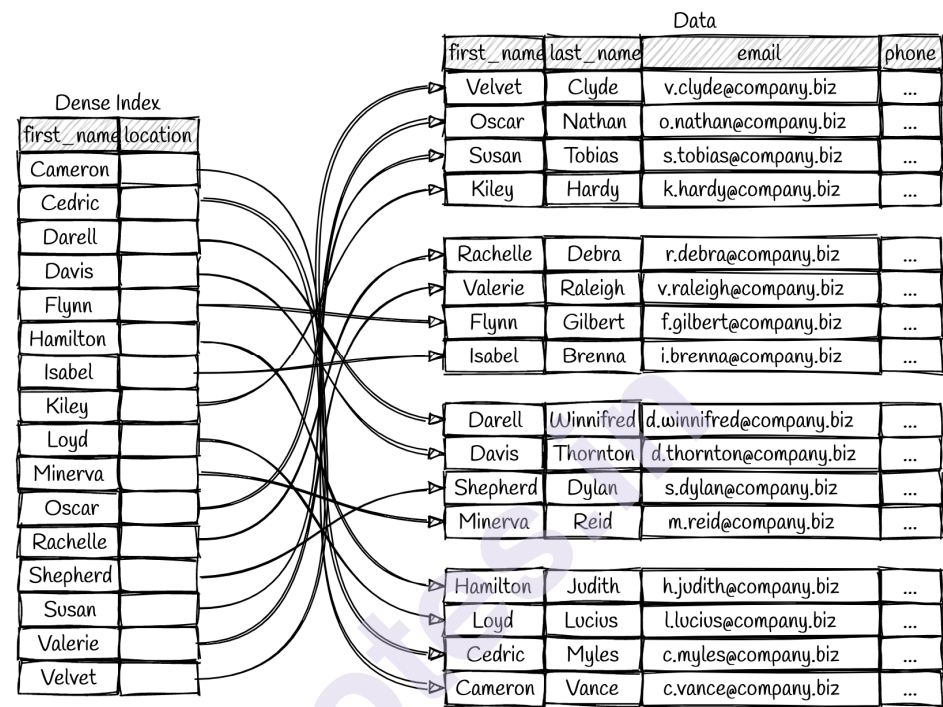 Data
first_name last_name email phone
Velvet Clyde v.clyde@company.biz ...
Oscar Nathan o.nathan@company.biz ...
Susan Tobias s.tobias@company.biz ...
Kiley Hardy k.hardy@company.biz ...
Rachelle Debra r.debra@company.biz ...
Valerie Raleigh v.raleigh@company.biz ...
Flynn Gilbert f.gilbert@company.biz ...
Isabel Brenna i.brenna@company.biz ...
Darell Winnifred d.winnifred@company.biz ...
Davis Thornton d.thornton@company.biz ...
Shepherd Dylan s.dylan@company.biz ...
Minerva Reid m.reid@company.biz ...
Hamilton Judith h.judith@company.biz ...
Loyd Lucius l.lucius@company.biz ...
Cedric Myles c.myles@company.biz ...
Cameron Vance c.vance@company.biz ...
Dense Index
first_name location
Cameron
Cedric
Darell
Davis
Flynn
Hamilton
Isabel
Kiley
Loyd
Minerva
Oscar
Rachelle
Shepherd
Susan
Valerie
Velvet
otes.in